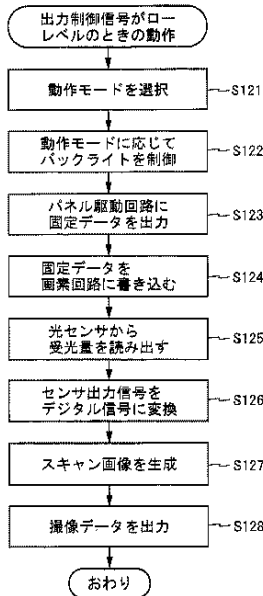 出力制御信号がロー
レベルのときの動作
動作モードを選択
S121
動作モードに応じて
バックライトを制御
S122
パネル駆動回路に
固定データを出力
S123
固定データを
画素回路に書き込む
S124
光センサから
受光量を読み出す
S125
センサ出力信号を
デジタル信号に変換
S126
スキャン画像を生成
S127
撮像データを出力
S128
おわり